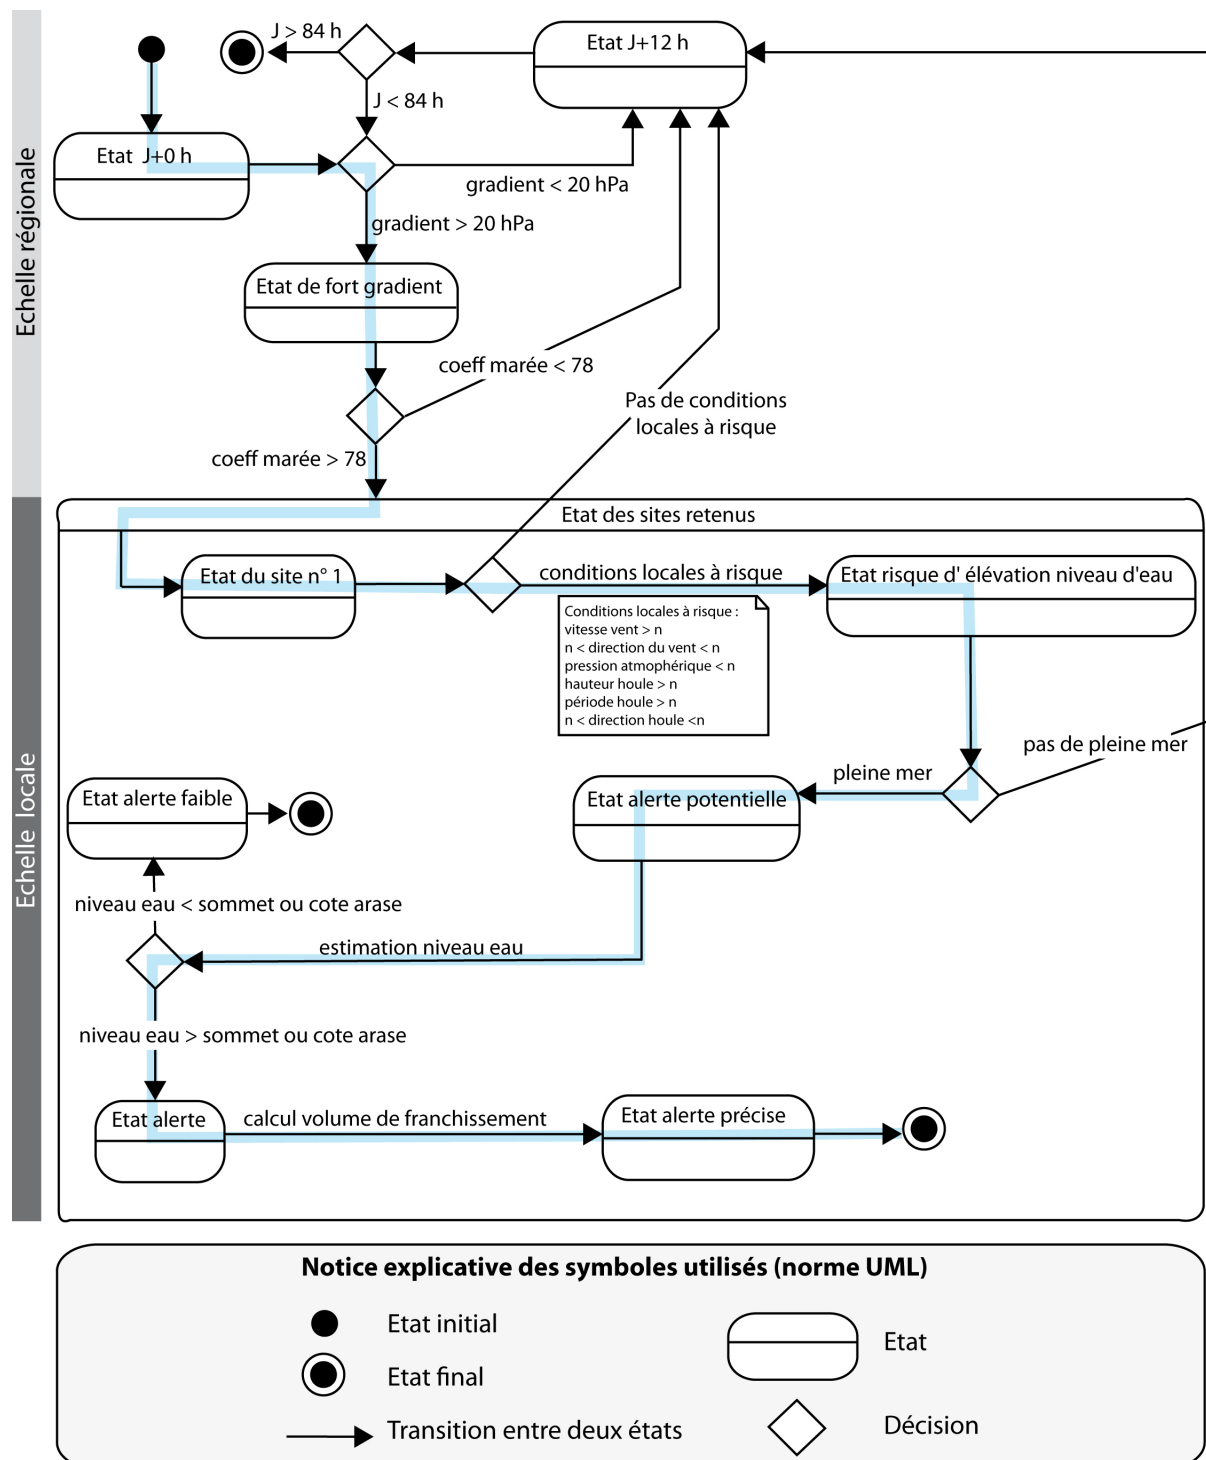 Echelle régionale
J > 84 h
Etat J+12 h
J < 84 h
Etat J+0 h
gradient < 20 hPa
gradient > 20 hPa
Etat de fort gradient
coeff marée < 78
Pas de conditions
locales à risque
coeff marée > 78
Echelle locale
Etat des sites retenus
Etat du site n° 1
conditions locales à risque
Etat risque d' élévation niveau d'eau
Conditions locales à risque :
vitesse vent > n
n < direction du vent < n
pression atmophérique < n
hauteur houle > n
période houle > n
n < direction houle <n
pas de pleine mer
pleine mer
Etat alerte faible
Etat alerte potentielle
niveau eau < sommet ou cote arase
estimation niveau eau
niveau eau > sommet ou cote arase
Etat alerte
calcul volume de franchissement
Etat alerte précise
Notice explicative des symboles utilisés (norme UML)
Etat initial
Etat
Etat final
Transition entre deux états
Décision